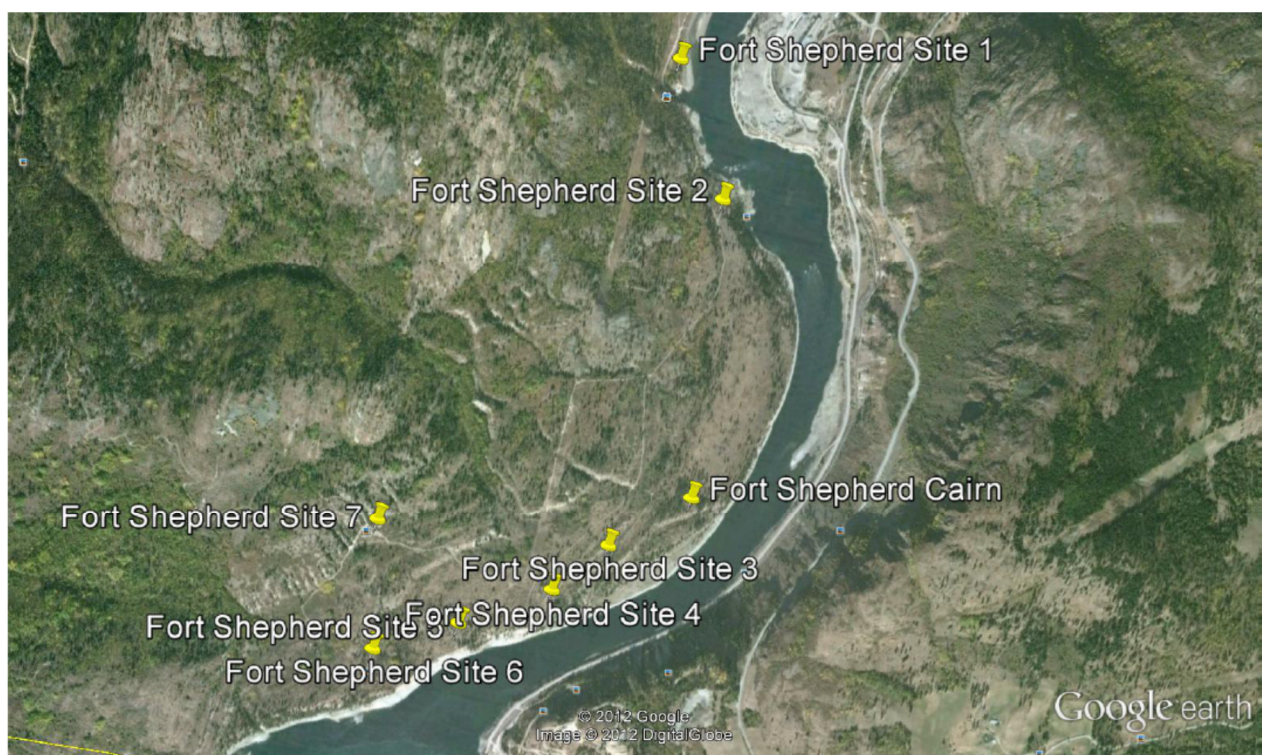 Fort Shepherd Site 1
Fort Shepherd Site 2
Fort Shepherd Cairn
Fort Shepherd Site 7
Fort Shepherd Site 3
Fort Shepherd Site 4
Fort Shepherd Site 5
Fort Shepherd Site 6
© 2012 Google
Image © 2012 DigitalGlobe
Google earth